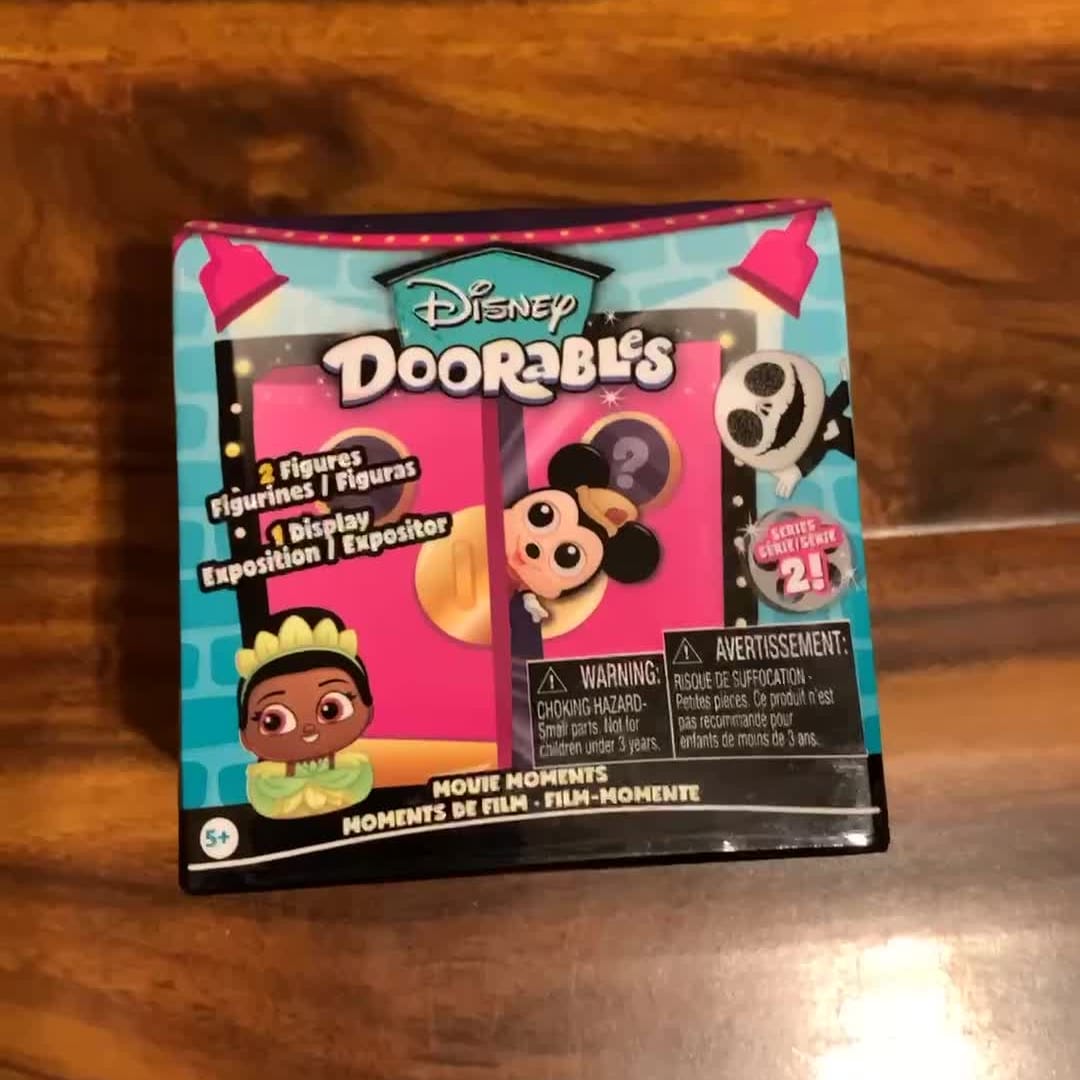 Disney
DOORABLES
?
2 Figures
Figurines / Figuras
1 Display
Exposition / Expositor
SERIES
SÉRIE/SERIE
2!
WARNING:
CHOKING HAZARD-
Small parts. Not for
children under 3 years.
AVERTISSEMENT:
RISQUE DE SUFFOCATION -
Petites pièces. Ce produit n'est
pas recommandé pour
enfants de moins de 3 ans.
MOVIE MOMENTS
MOMENTS DE FILM · FILM-MOMENTE
5+